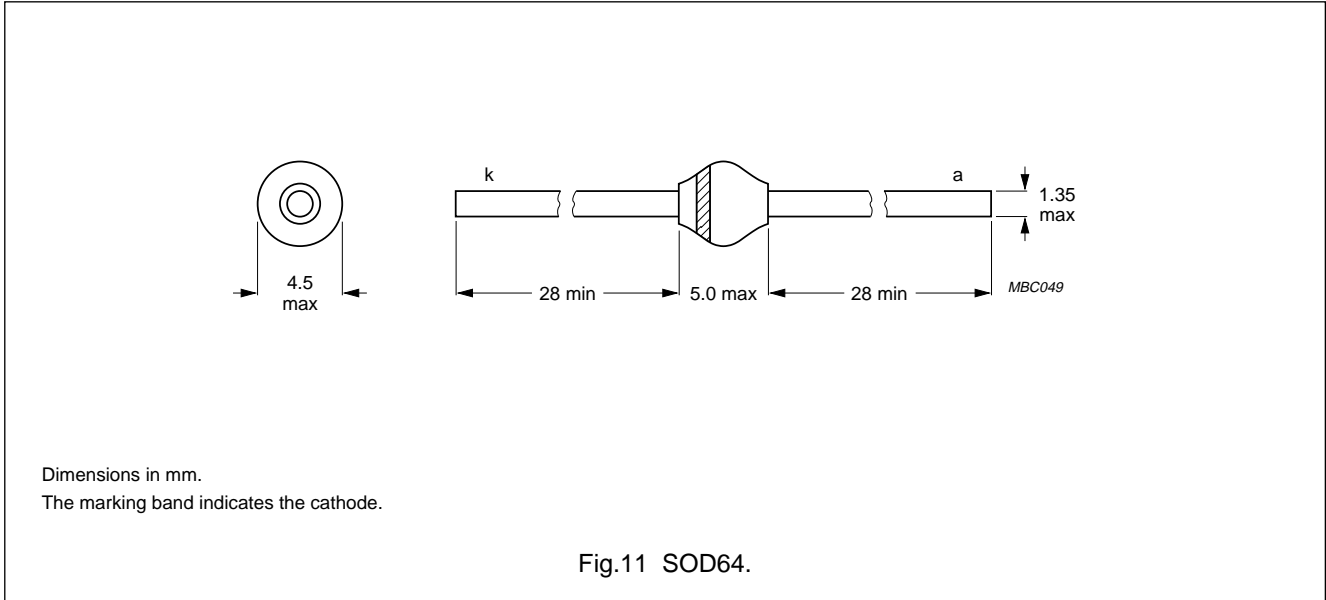 k
a
1.35
max
4.5
max
28 min
5.0 max
28 min
MBC049
Dimensions in mm.
The marking band indicates the cathode.
Fig.11 SOD64.